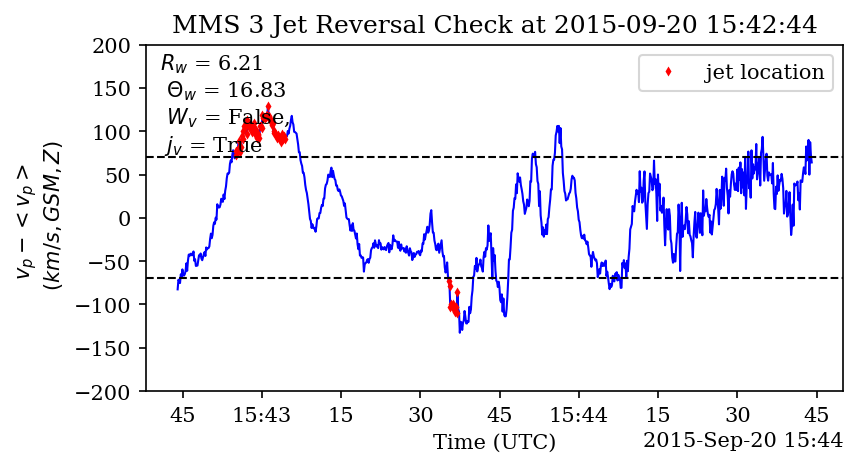 MMS 3 Jet Reversal Check at 2015-09-20 15:42:44
R_w = 6.21
Θ_w = 16.83
W_v = False,
j_v = True
jet location
200
150
100
50
0
−50
−100
−150
−200
v_p − < v_p >
(km/s, GSM, Z)
45 15:43 15 30 45 15:44 15 30 45
Time (UTC)
2015-Sep-20 15:44